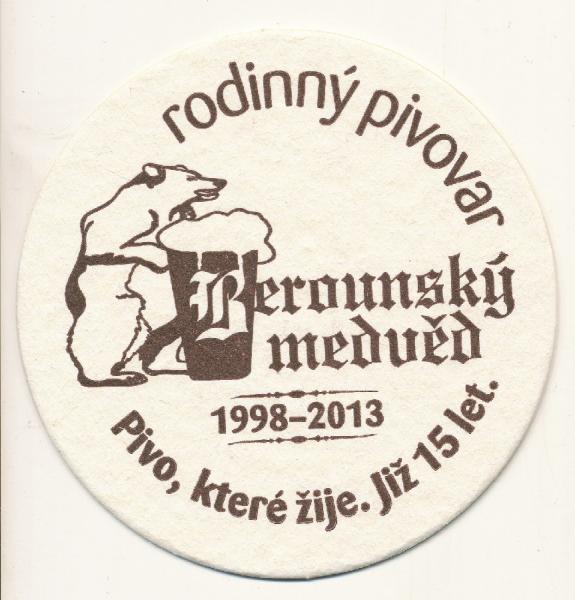 rodinný pivovar
Berounský
medvěd
1998–2013
Pivo, které žije. Již 15 let.